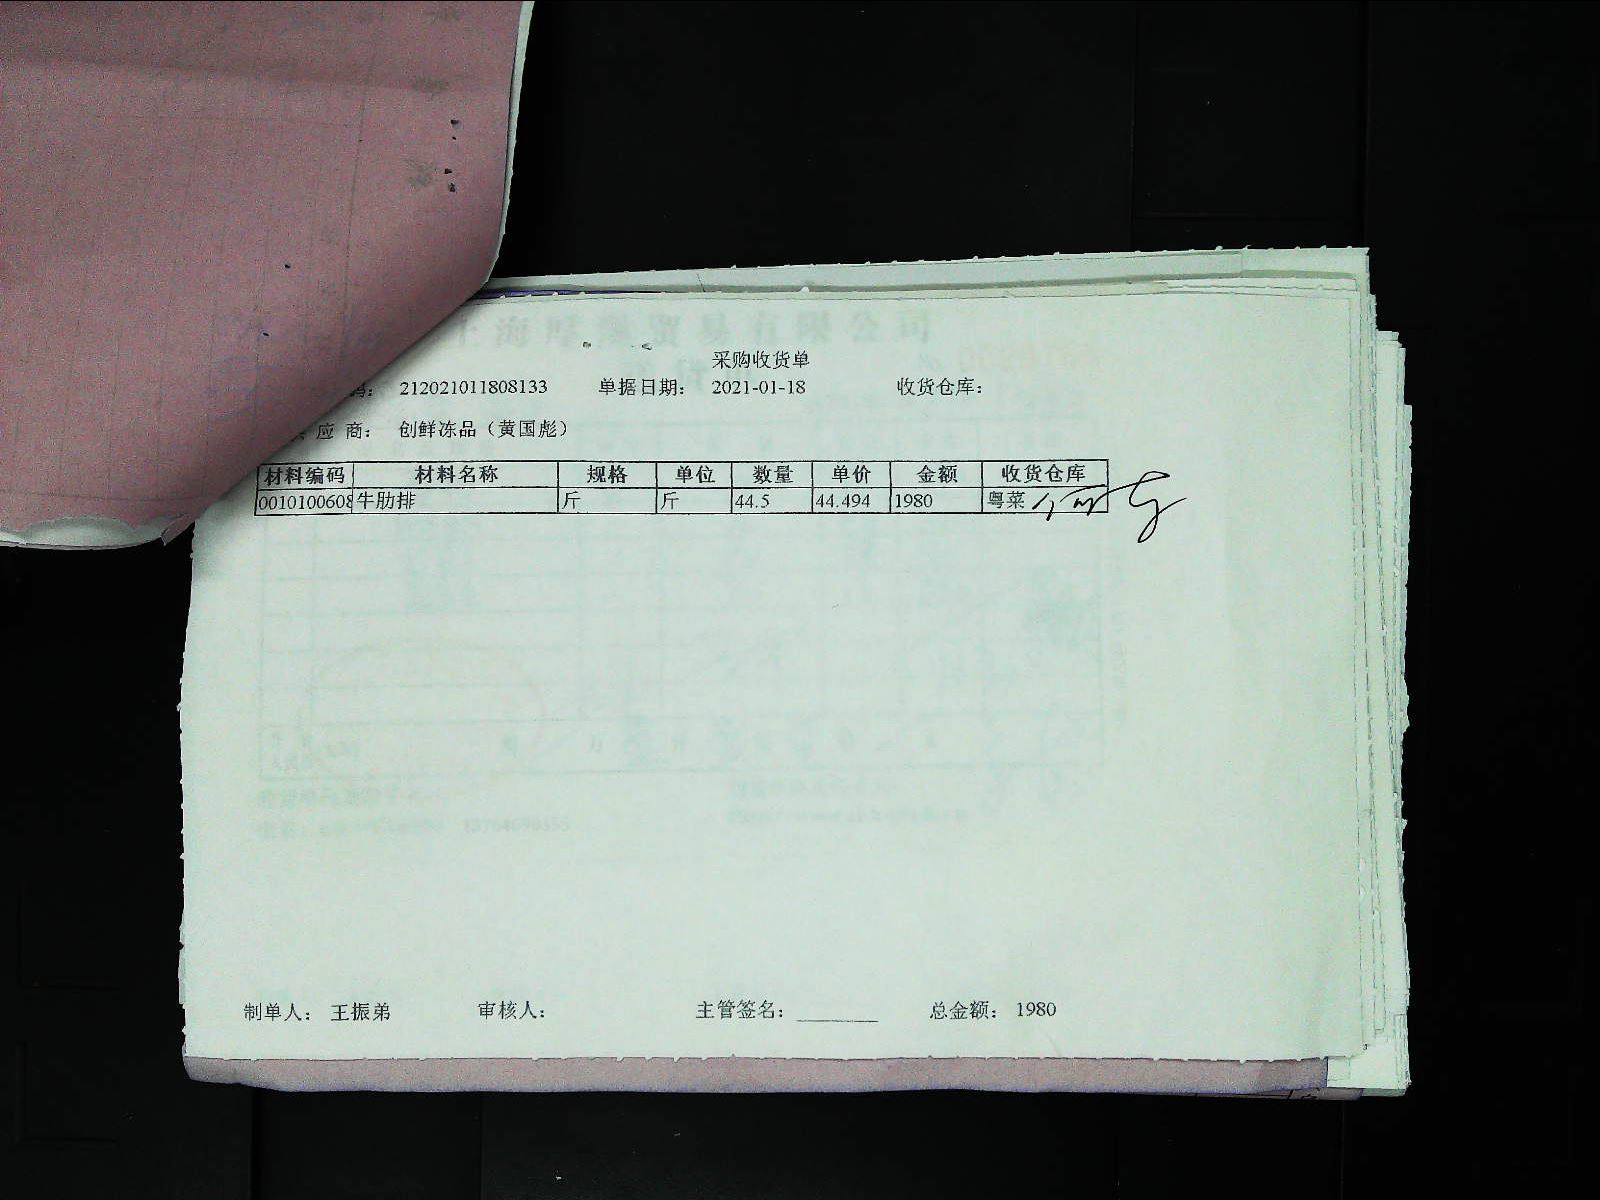 采购收货单
码： 212021011808133 单据日期： 2021-01-18 收货仓库：
应 商： 创鲜冻品（黄国彪）
材料编码 材料名称 规格 单位 数量 单价 金额 收货仓库
0010100608 牛肋排 斤 斤 44.5 44.494 1980 粤菜
制单人： 王振弟 审核人： 主管签名： ________ 总金额： 1980